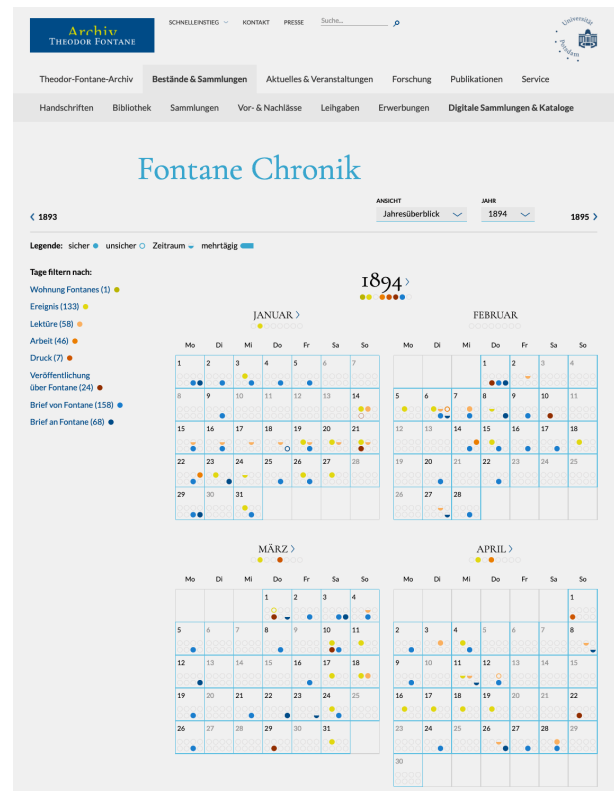 Archiv
THEODOR FONTANE
SCHNELLEINSTIEG
KONTAKT
PRESSE
Suche...
Universität
Potsdam
Theodor-Fontane-Archiv
Bestände & Sammlungen
Aktuelles & Veranstaltungen
Forschung
Publikationen
Service
Handschriften
Bibliothek
Sammlungen
Vor- & Nachlässe
Leihgaben
Erwerbungen
Digitale Sammlungen & Kataloge
Fontane Chronik
ANSICHT
JAHR
1893
Jahresüberblick
1894
1895
Legende: sicher unsicher Zeitraum mehrtägig
Tage filtern nach:
Wohnung Fontanes (1)
Ereignis (133)
Lektüre (58)
Arbeit (46)
Druck (7)
Veröffentlichung
über Fontane (24)
Brief von Fontane (158)
Brief an Fontane (68)
1894
JANUAR
Mo Di Mi Do Fr Sa So
1 2 3 4 5 6 7
8 9 10 11 12 13 14
15 16 17 18 19 20 21
22 23 24 25 26 27 28
29 30 31
FEBRUAR
Mo Di Mi Do Fr Sa So
1 2 3 4
5 6 7 8 9 10 11
12 13 14 15 16 17 18
19 20 21 22 23 24 25
26 27 28
MÄRZ
Mo Di Mi Do Fr Sa So
1 2 3 4
5 6 7 8 9 10 11
12 13 14 15 16 17 18
19 20 21 22 23 24 25
26 27 28 29 30 31
APRIL
Mo Di Mi Do Fr Sa So
1
2 3 4 5 6 7 8
9 10 11 12 13 14 15
16 17 18 19 20 21 22
23 24 25 26 27 28 29
30